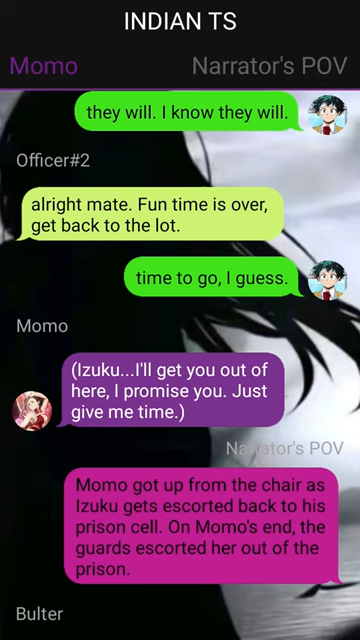 INDIAN TS
Momo
Narrator's POV
they will. I know they will.
Officer#2
alright mate. Fun time is over,
get back to the lot.
time to go, I guess.
Momo
(Izuku...I'll get you out of
here, I promise you. Just
give me time.)
Narrator's POV
Momo got up from the chair as
Izuku gets escorted back to his
prison cell. On Momo's end, the
guards escorted her out of the
prison.
Bulter